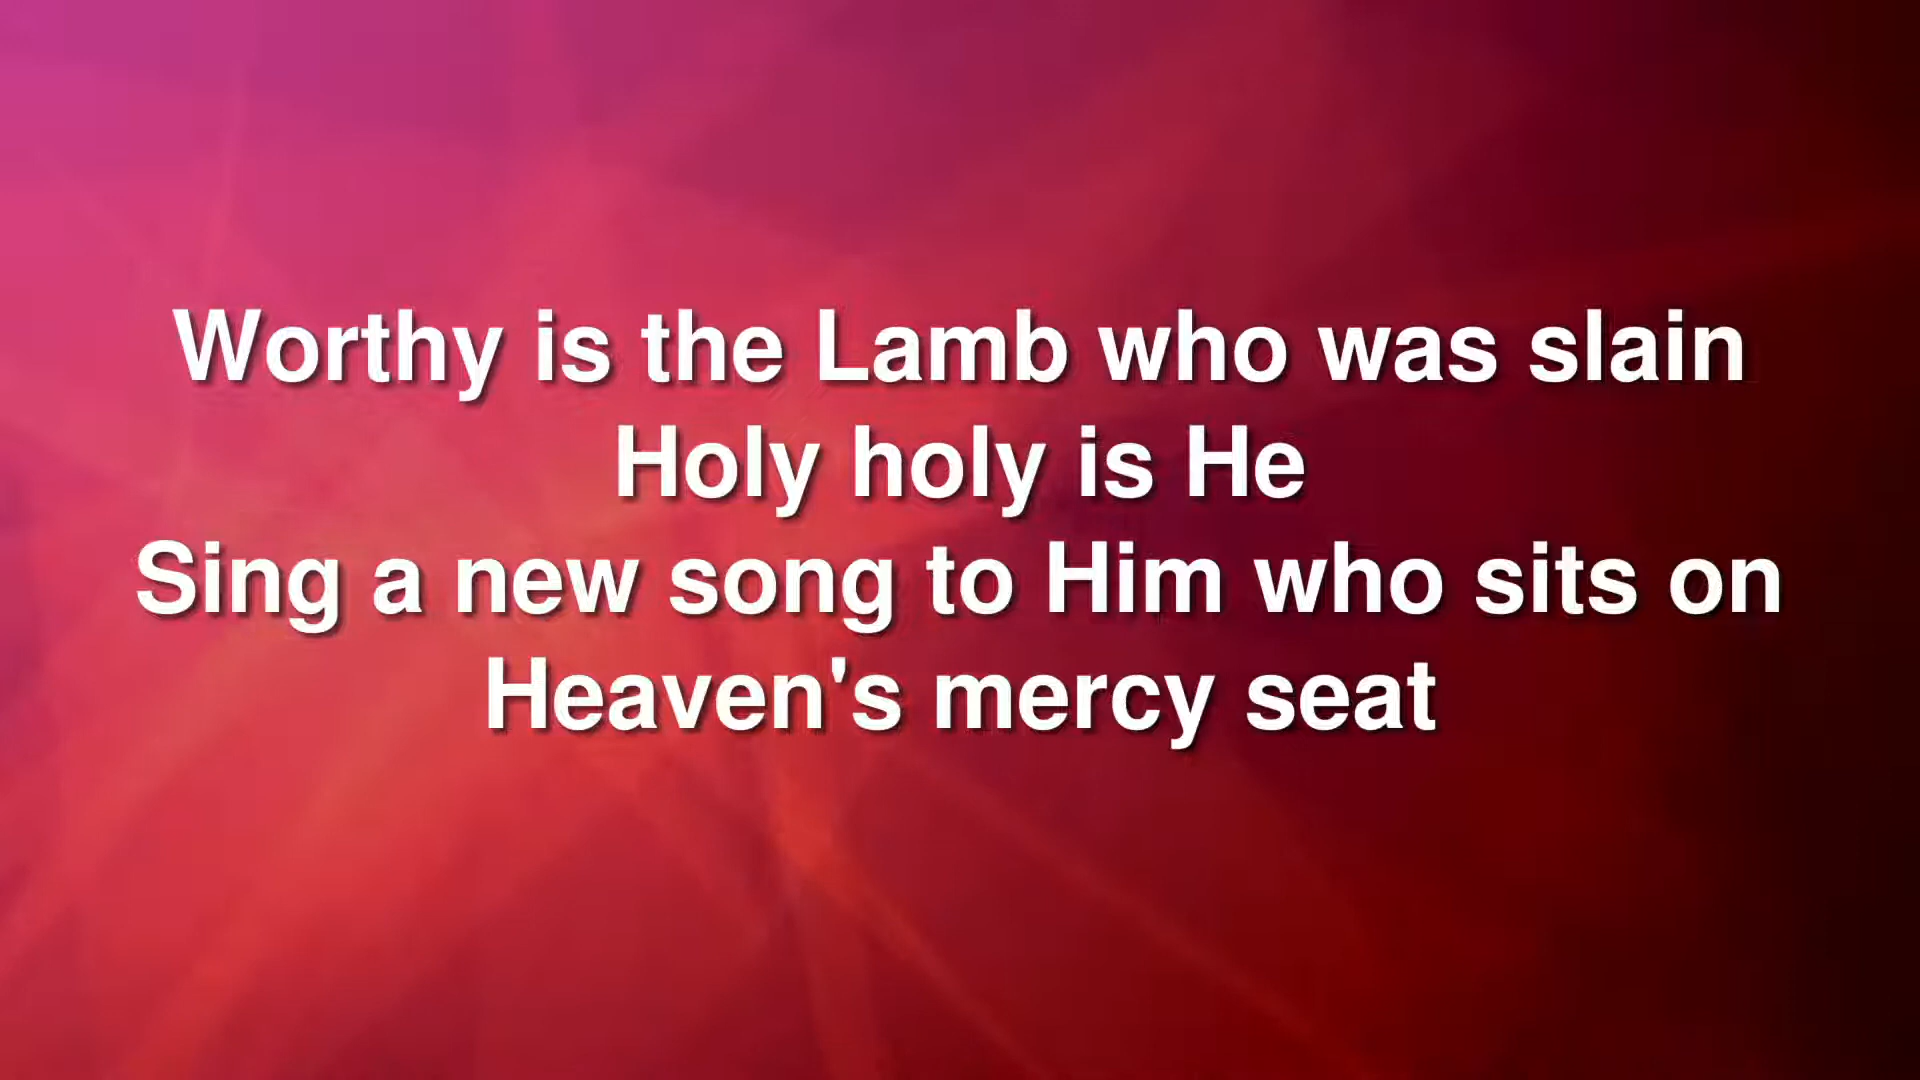 Worthy is the Lamb who was slain
Holy holy is He
Sing a new song to Him who sits on
Heaven's mercy seat